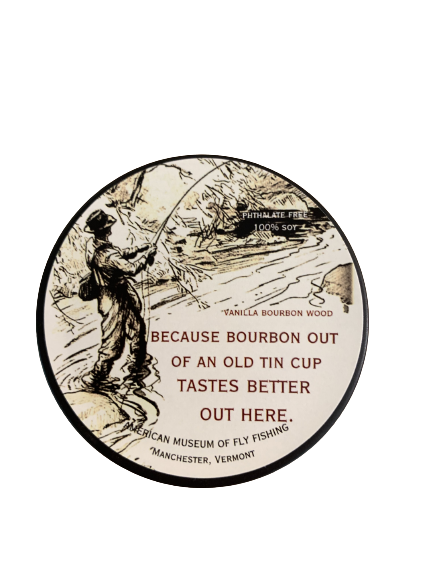 PHTHALATE FREE
100% SOY
VANILLA BOURBON WOOD
BECAUSE BOURBON OUT
OF AN OLD TIN CUP
TASTES BETTER
OUT HERE.
AMERICAN MUSEUM OF FLY FISHING
MANCHESTER, VERMONT